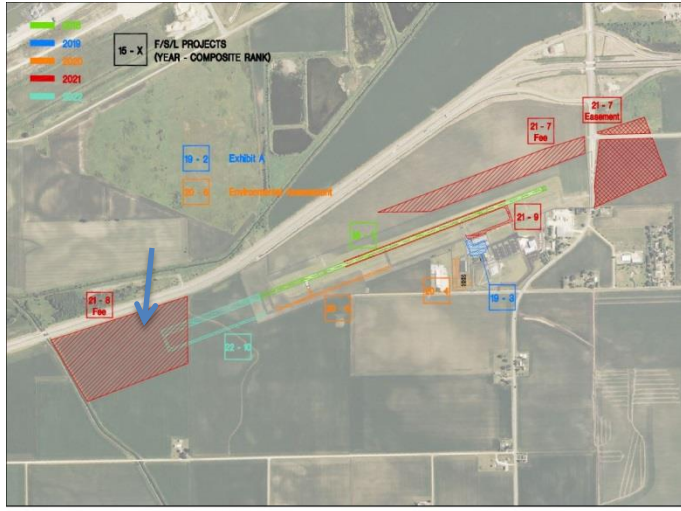 2019
2020
2021
2022
15 - X
F/S/L PROJECTS
(YEAR - COMPOSITE RANK)
19 - 2
Exhibit A
Environmental Assessment
21 - 7
Easement
21 - 7
Fee
21 - 9
21 - 8
Fee
22 - 10
19 - 3